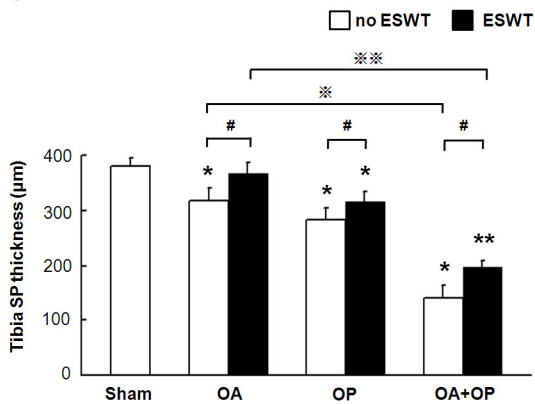 no ESWT ESWT
※※
※
# # #
400
300
200
100
0
Tibia SP thickness (µm)
* * * * **
Sham OA OP OA+OP